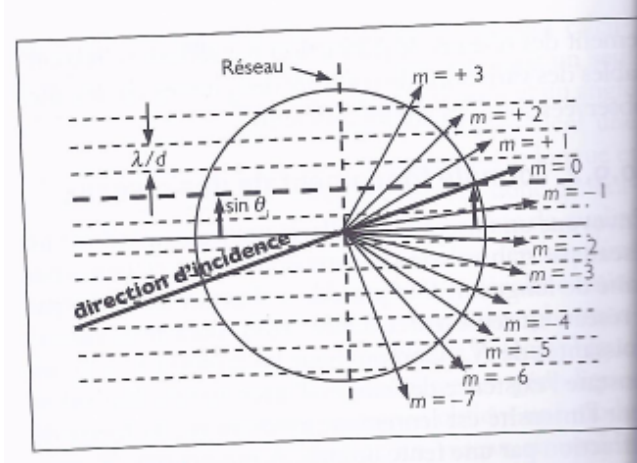 Réseau
m = + 3
m = + 2
m = + 1
λ/d
m = 0
m = −1
sin θ
direction d'incidence
m = −2
m = −3
m = −4
m = −5
m = −6
m = −7